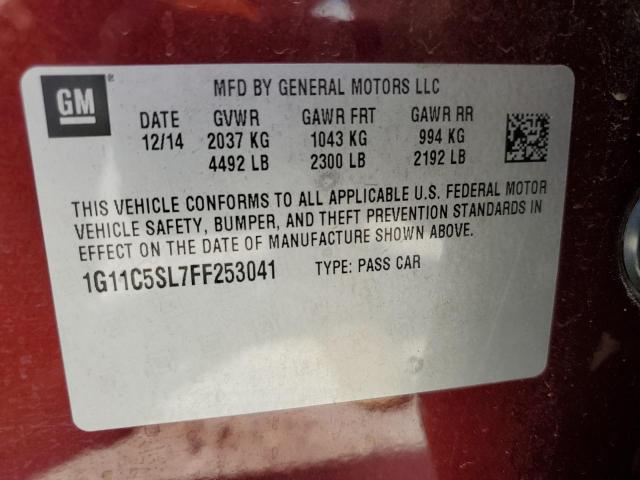 GM
MFD BY GENERAL MOTORS LLC
DATE GVWR GAWR FRT GAWR RR
12/14 2037 KG 1043 KG 994 KG
4492 LB 2300 LB 2192 LB
THIS VEHICLE CONFORMS TO ALL APPLICABLE U.S. FEDERAL MOTOR
VEHICLE SAFETY, BUMPER, AND THEFT PREVENTION STANDARDS IN
EFFECT ON THE DATE OF MANUFACTURE SHOWN ABOVE.
1G11C5SL7FF253041 TYPE: PASS CAR